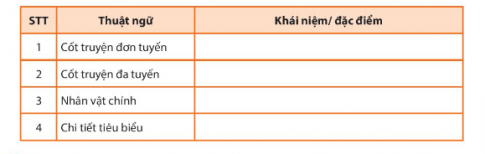 STT Thuật ngữ Khái niệm/ đặc điểm
1 Cốt truyện đơn tuyến
2 Cốt truyện đa tuyến
3 Nhân vật chính
4 Chi tiết tiêu biểu